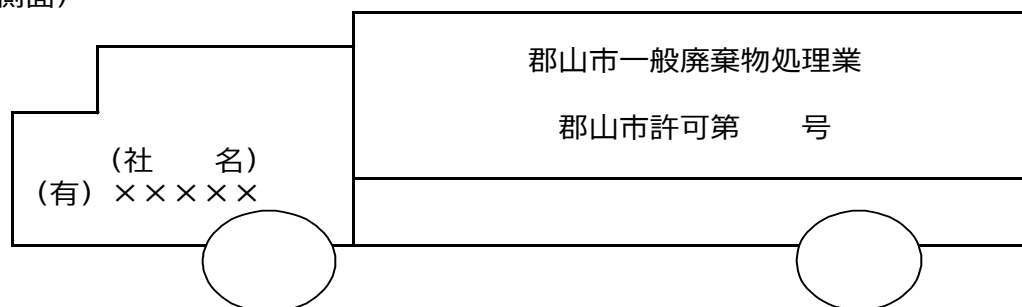 側面）
郡山市一般廃棄物処理業
郡山市許可第　　号
（社　　名）
（有）×××××